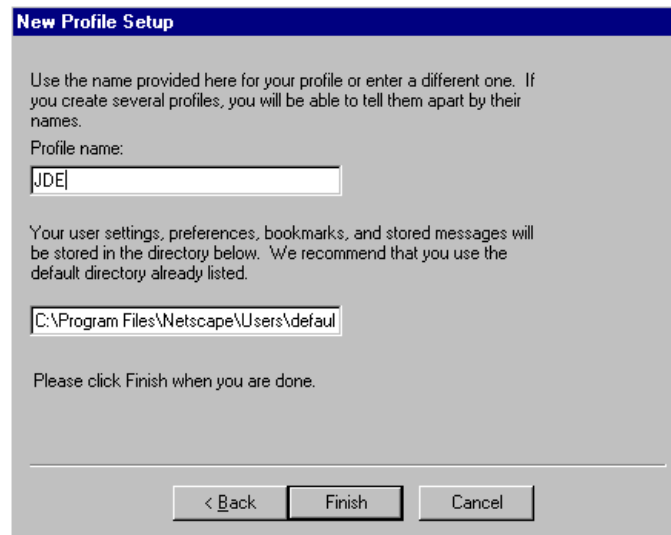 New Profile Setup
Use the name provided here for your profile or enter a different one. If
you create several profiles, you will be able to tell them apart by their
names.
Profile name:
JDE
Your user settings, preferences, bookmarks, and stored messages will
be stored in the directory below. We recommend that you use the
default directory already listed.
C:\Program Files\Netscape\Users\defaul
Please click Finish when you are done.
< Back Finish Cancel